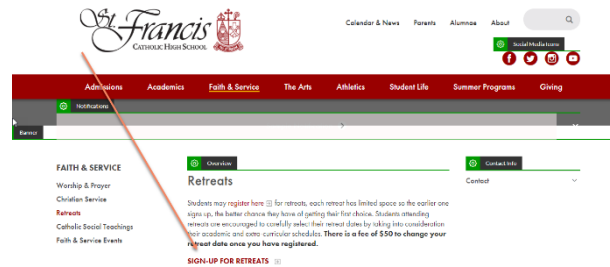 St. Francis
CATHOLIC HIGH SCHOOL
Calendar & News Parents Alumnae About
Social Media Icons
Admissions Academics Faith & Service The Arts Athletics Student Life Summer Programs Giving
Notifications
Banner
FAITH & SERVICE
Worship & Prayer
Christian Service
Retreats
Catholic Social Teachings
Faith & Service Events
Overview
Retreats
Students may register here for retreats, each retreat has limited space so the earlier one
signs up, the better chance they have of getting their first choice. Students attending
retreats are encouraged to carefully select their retreat dates by taking into consideration
their academic and extra-curricular schedules. There is a fee of $50 to change your
retreat date once you have registered.
SIGN-UP FOR RETREATS
Contact Info
Contact